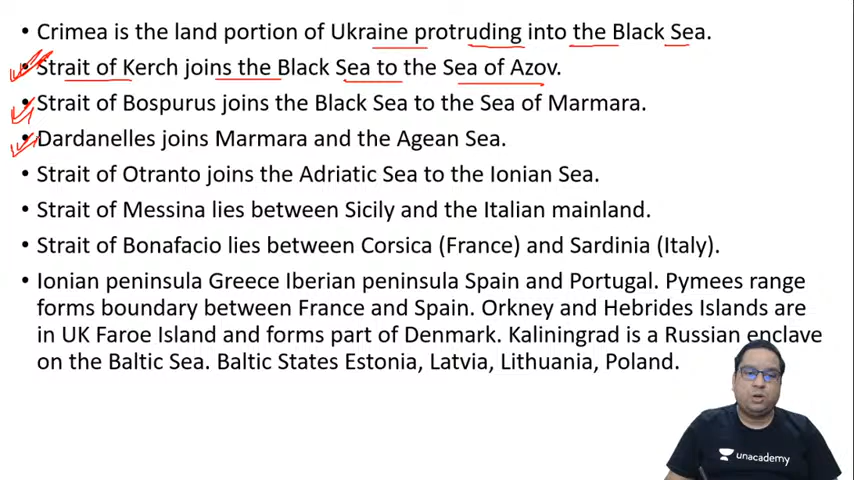 • Crimea is the land portion of Ukraine protruding into the Black Sea.
• Strait of Kerch joins the Black Sea to the Sea of Azov.
• Strait of Bospurus joins the Black Sea to the Sea of Marmara.
• Dardanelles joins Marmara and the Agean Sea.
• Strait of Otranto joins the Adriatic Sea to the Ionian Sea.
• Strait of Messina lies between Sicily and the Italian mainland.
• Strait of Bonafacio lies between Corsica (France) and Sardinia (Italy).
• Ionian peninsula Greece Iberian peninsula Spain and Portugal. Pymees range
forms boundary between France and Spain. Orkney and Hebrides Islands are
in UK Faroe Island and forms part of Denmark. Kaliningrad is a Russian enclave
on the Baltic Sea. Baltic States Estonia, Latvia, Lithuania, Poland.
unacademy